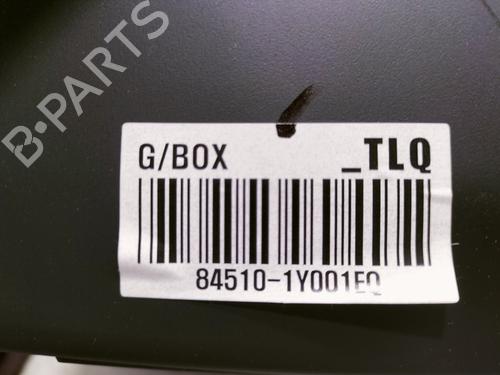 B-PARTS
G/BOX _TLQ
84510-1Y001EQ